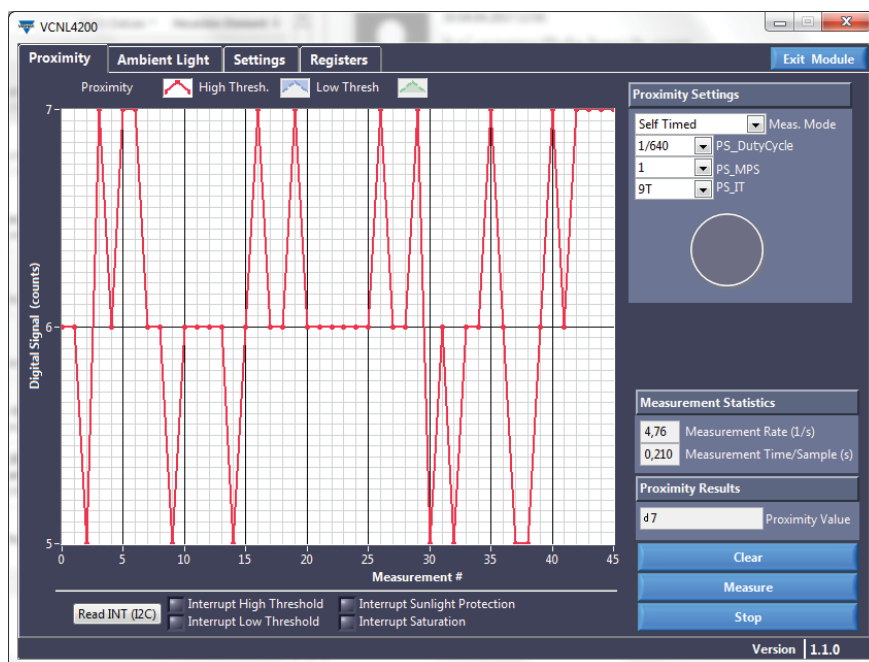 VCNL4200
Proximity Ambient Light Settings Registers Exit Module
Proximity High Thresh. Low Thresh
Digital Signal (counts)
7
6
5
0 5 10 15 20 25 30 35 40 45
Measurement #
Proximity Settings
Self Timed Meas. Mode
1/640 PS_DutyCycle
1 PS_MPS
9T PS_IT
Measurement Statistics
4,76 Measurement Rate (1/s)
0,210 Measurement Time/Sample (s)
Proximity Results
d7 Proximity Value
Clear
Measure
Stop
Read INT (I2C)
Interrupt High Threshold Interrupt Sunlight Protection
Interrupt Low Threshold Interrupt Saturation
Version 1.1.0